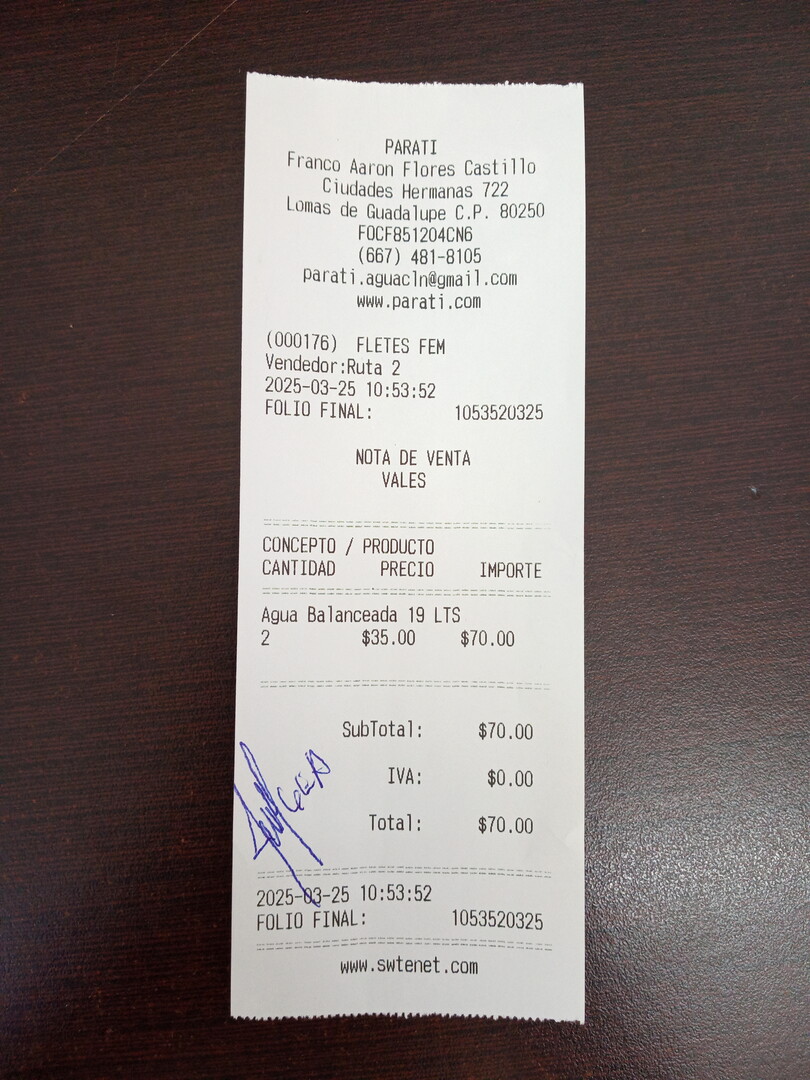 PARATI
Franco Aaron Flores Castillo
Ciudades Hermanas 722
Lomas de Guadalupe C.P. 80250
FOCF851204CN6
(667) 481-8105
parati.aguacln@gmail.com
www.parati.com
(000176) FLETES FEM
Vendedor:Ruta 2
2025-03-25 10:53:52
FOLIO FINAL: 1053520325
NOTA DE VENTA
VALES
CONCEPTO / PRODUCTO
CANTIDAD PRECIO IMPORTE
Agua Balanceada 19 LTS
2 $35.00 $70.00
SubTotal: $70.00
IVA: $0.00
Total: $70.00
2025-03-25 10:53:52
FOLIO FINAL: 1053520325
www.swtenet.com